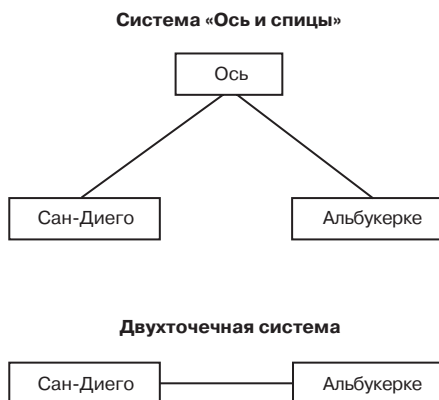 Система «Ось и спицы»
Ось
Сан-Диего
Альбукерке
Двухточечная система
Сан-Диего
Альбукерке